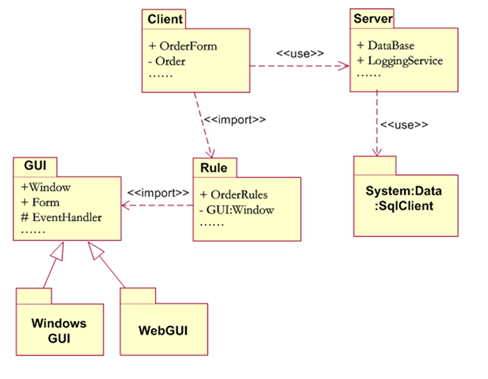 Client
+ OrderForm
- Order
......
<<use>>
Server
+ DataBase
+ LoggingService
......
<<import>>
<<use>>
GUI
+Window
+ Form
# EventHandler
......
<<import>>
Rule
+ OrderRules
- GUI:Window
......
System:Data
:SqlClient
Windows
GUI
WebGUI